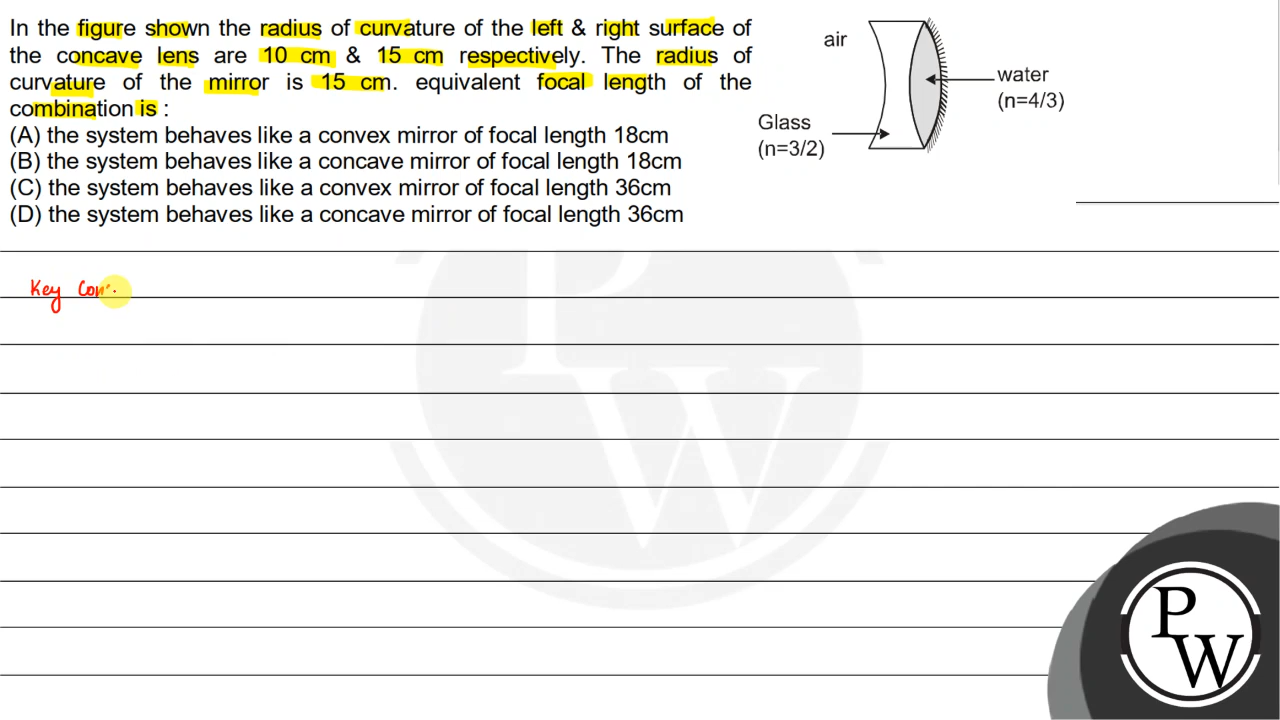 In the figure shown the radius of curvature of the left & right surface of
the concave lens are 10 cm & 15 cm respectively. The radius of
curvature of the mirror is 15 cm. equivalent focal length of the
combination is :
(A) the system behaves like a convex mirror of focal length 18cm
(B) the system behaves like a concave mirror of focal length 18cm
(C) the system behaves like a convex mirror of focal length 36cm
(D) the system behaves like a concave mirror of focal length 36cm
air
water
(n=4/3)
Glass
(n=3/2)
Key Con
P
W
P
W